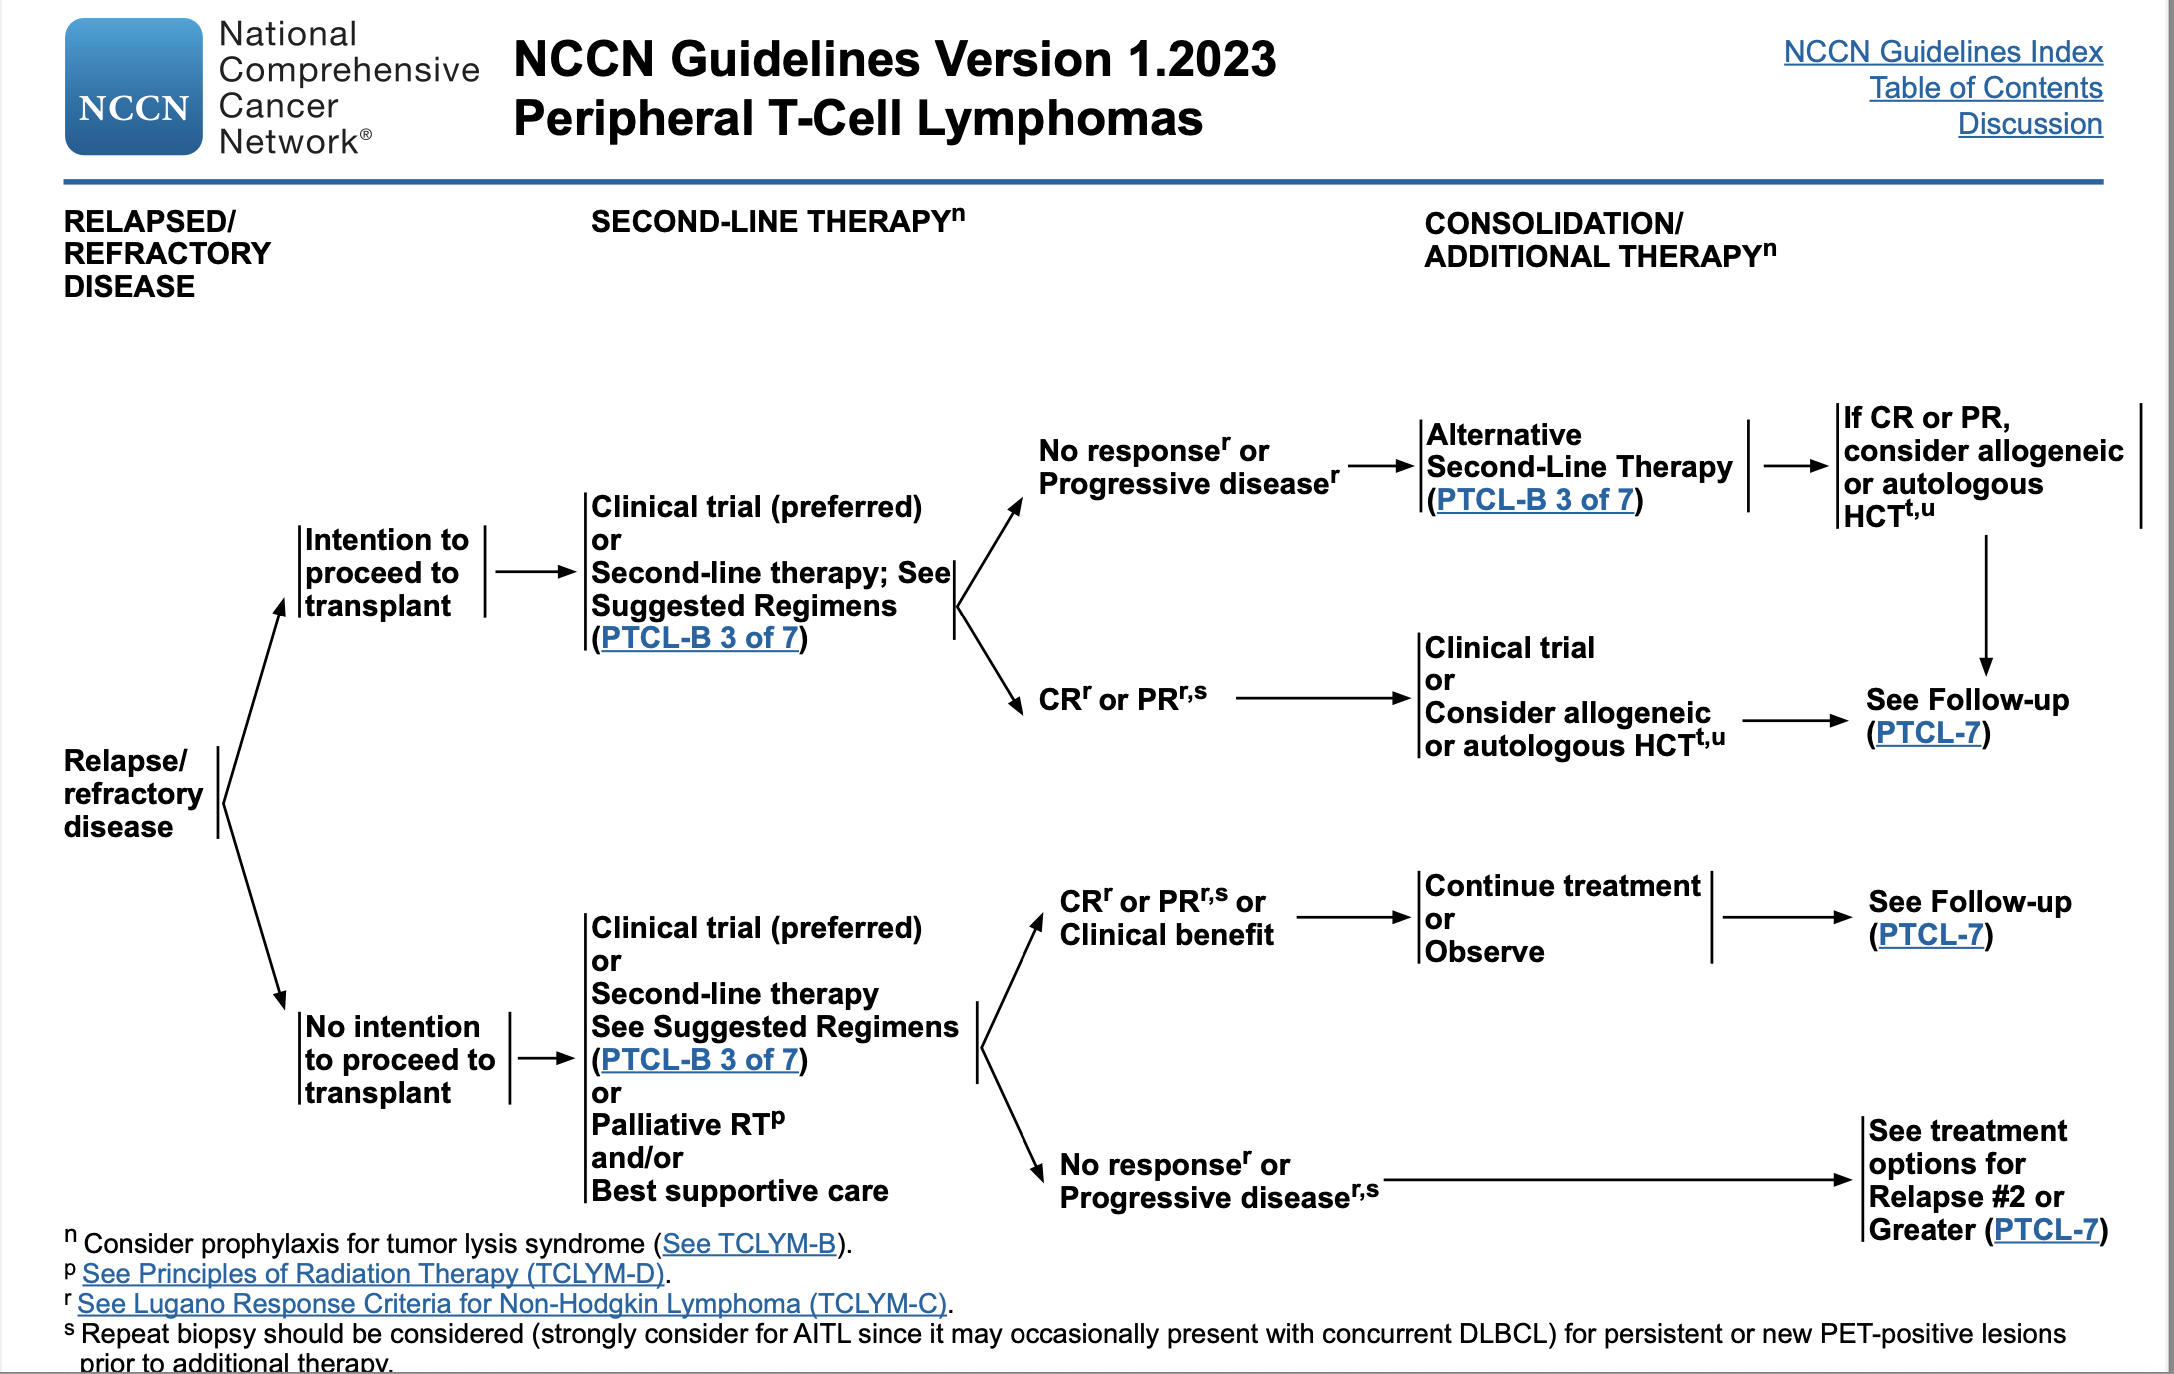 NCCN
National
Comprehensive
Cancer
Network®
NCCN Guidelines Version 1.2023
Peripheral T-Cell Lymphomas
NCCN Guidelines Index
Table of Contents
Discussion
RELAPSED/
REFRACTORY
DISEASE
SECOND-LINE THERAPYⁿ
CONSOLIDATION/
ADDITIONAL THERAPYⁿ
Relapse/
refractory
disease
Intention to
proceed to
transplant
Clinical trial (preferred)
or
Second-line therapy; See
Suggested Regimens
(PTCL-B 3 of 7)
No responseʳ or
Progressive diseaseʳ
Alternative
Second-Line Therapy
(PTCL-B 3 of 7)
If CR or PR,
consider allogeneic
or autologous
HCTᵗ,ᵘ
CRʳ or PRʳ,ˢ
Clinical trial
or
Consider allogeneic
or autologous HCTᵗ,ᵘ
See Follow-up
(PTCL-7)
No intention
to proceed to
transplant
Clinical trial (preferred)
or
Second-line therapy
See Suggested Regimens
(PTCL-B 3 of 7)
or
Palliative RTᵖ
and/or
Best supportive care
CRʳ or PRʳ,ˢ or
Clinical benefit
Continue treatment
or
Observe
See Follow-up
(PTCL-7)
No responseʳ or
Progressive diseaseʳ,ˢ
See treatment
options for
Relapse #2 or
Greater (PTCL-7)
ⁿ Consider prophylaxis for tumor lysis syndrome (See TCLYM-B).
ᵖ See Principles of Radiation Therapy (TCLYM-D).
ʳ See Lugano Response Criteria for Non-Hodgkin Lymphoma (TCLYM-C).
ˢ Repeat biopsy should be considered (strongly consider for AITL since it may occasionally present with concurrent DLBCL) for persistent or new PET-positive lesions
prior to additional therapy.